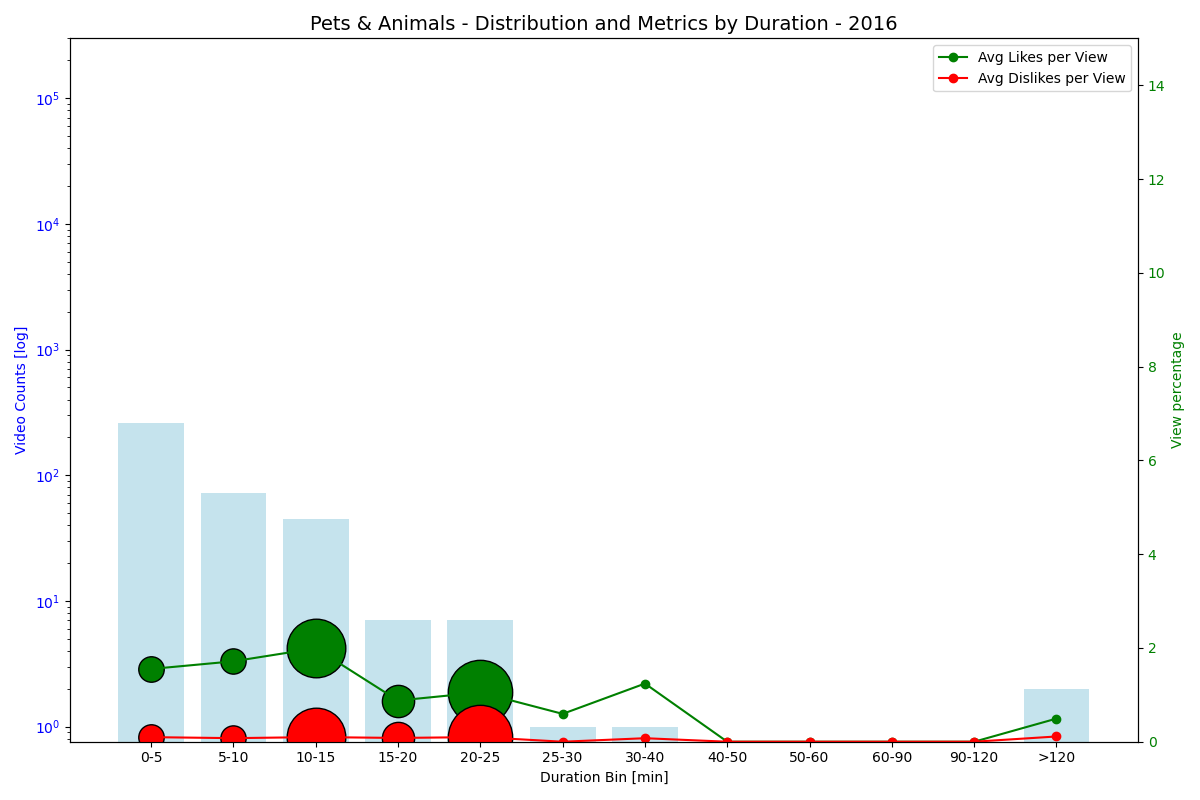 Pets & Animals - Distribution and Metrics by Duration - 2016
Avg Likes per View
Avg Dislikes per View
Video Counts [log]
10^5
10^4
10^3
10^2
10^1
10^0
14
12
10
8
6
4
2
0
View percentage
0-5 5-10 10-15 15-20 20-25 25-30 30-40 40-50 50-60 60-90 90-120 >120
Duration Bin [min]